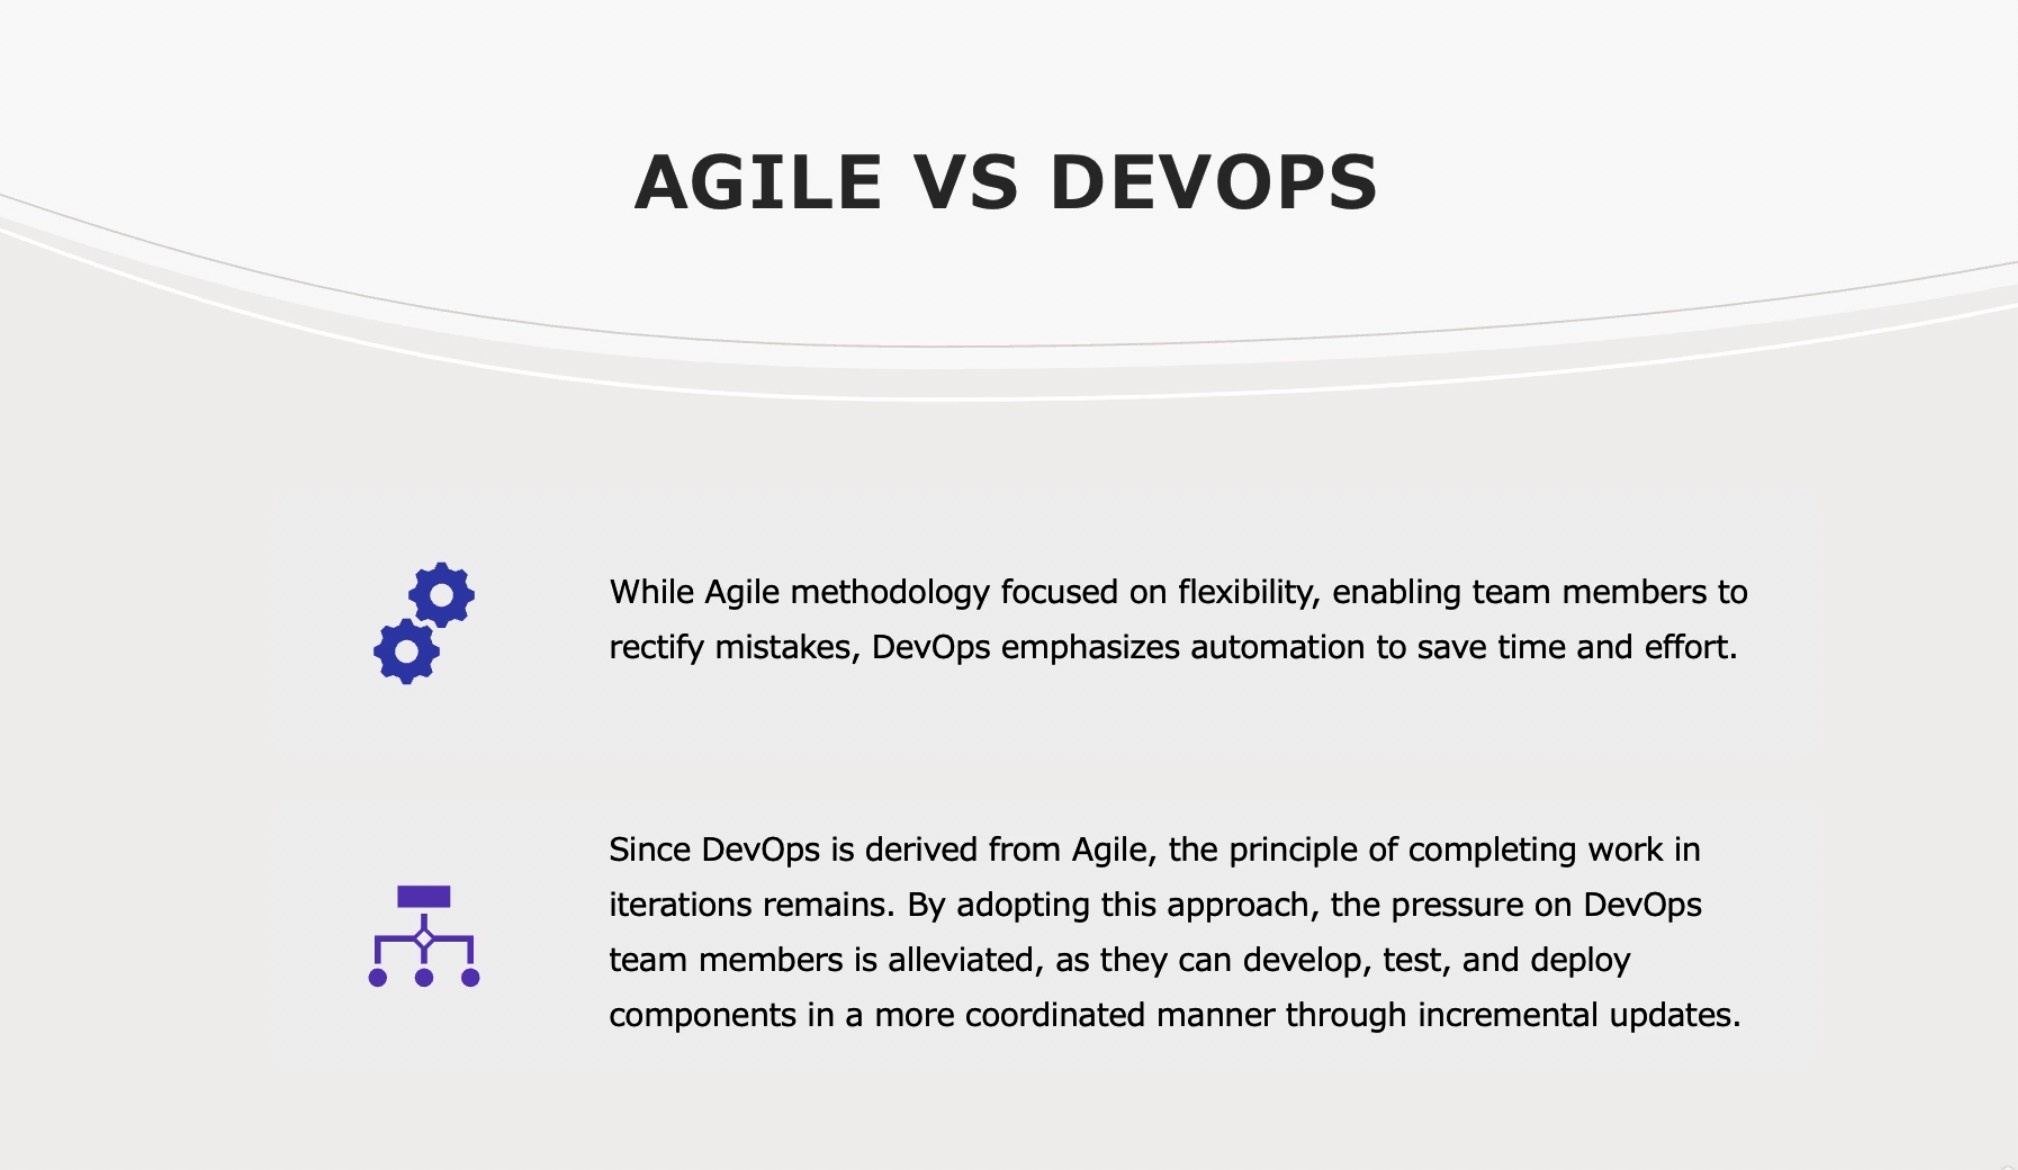 AGILE VS DEVOPS
While Agile methodology focused on flexibility, enabling team members to
rectify mistakes, DevOps emphasizes automation to save time and effort.
Since DevOps is derived from Agile, the principle of completing work in
iterations remains. By adopting this approach, the pressure on DevOps
team members is alleviated, as they can develop, test, and deploy
components in a more coordinated manner through incremental updates.